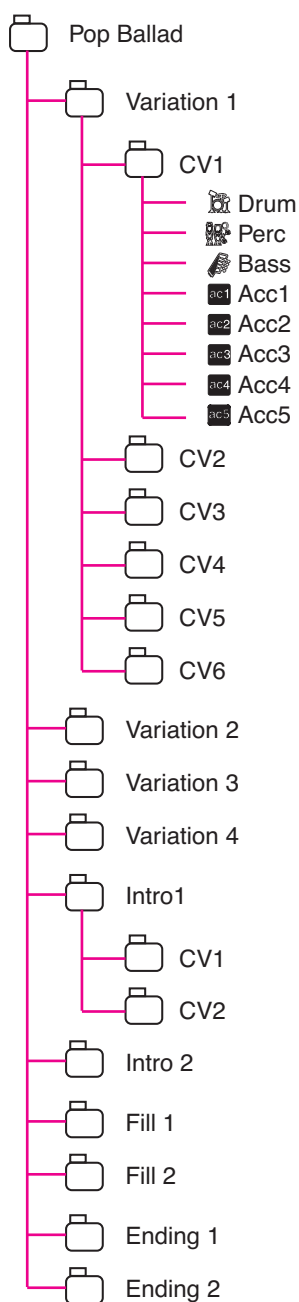 Pop Ballad
Variation 1
CV1
Drum
Perc
Bass
ac1 Acc1
ac2 Acc2
ac3 Acc3
ac4 Acc4
ac5 Acc5
CV2
CV3
CV4
CV5
CV6
Variation 2
Variation 3
Variation 4
Intro1
CV1
CV2
Intro 2
Fill 1
Fill 2
Ending 1
Ending 2